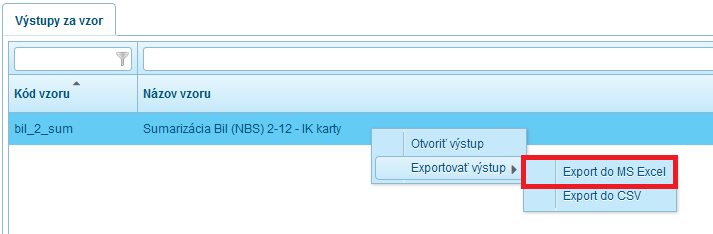 Výstupy za vzor
Kód vzoru Názov vzoru
bil_2_sum Sumarizácia Bil (NBS) 2-12 - IK karty
Otvoriť výstup
Exportovať výstup
Export do MS Excel
Export do CSV